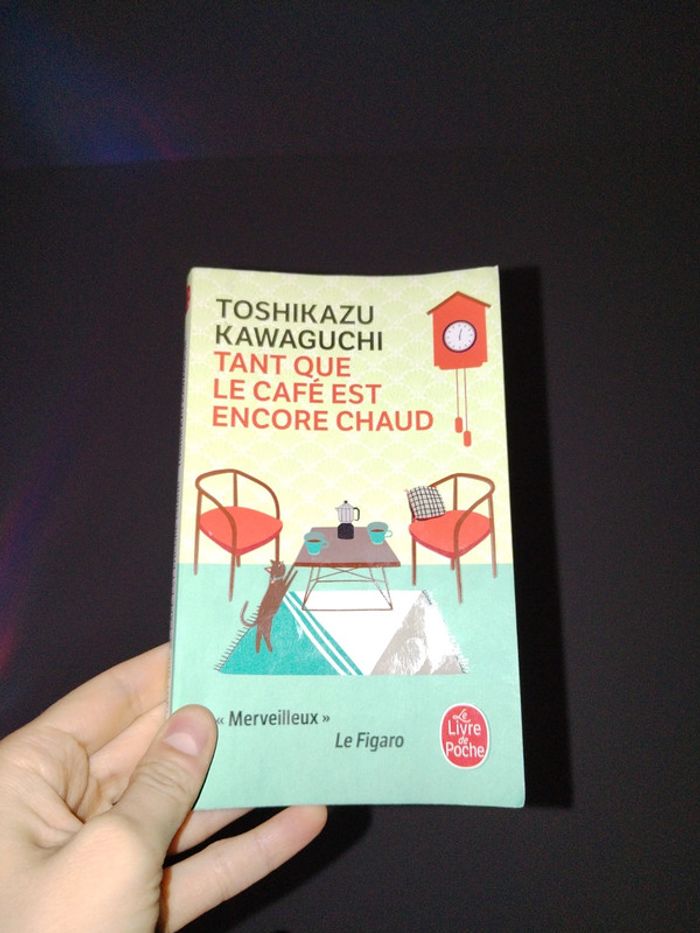 TOSHIKAZU
KAWAGUCHI
TANT QUE
LE CAFÉ EST
ENCORE CHAUD
« Merveilleux »
Le Figaro
Le
Livre
de
Poche